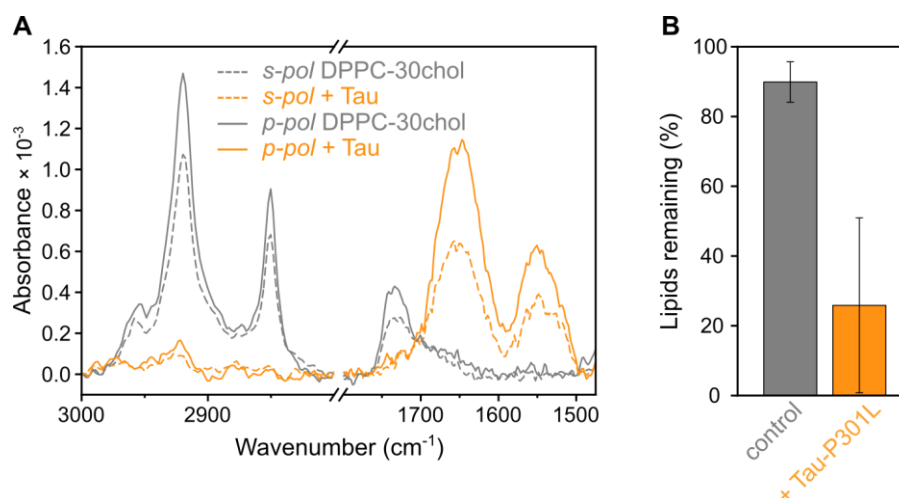 A
B
1.6
1.4
1.2
1.0
0.8
0.6
0.4
0.2
0.0
Absorbance × 10⁻³
s-pol DPPC-30chol
s-pol + Tau
p-pol DPPC-30chol
p-pol + Tau
3000
2900
1700
1600
1500
Wavenumber (cm⁻¹)
100
80
60
40
20
0
Lipids remaining (%)
control
+ Tau-P301L